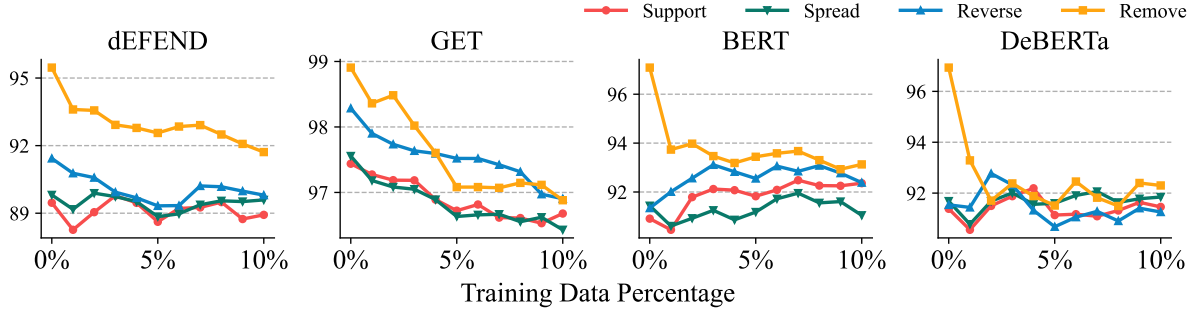 Support Spread Reverse Remove
dEFEND GET BERT DeBERTa
95
92
89
0% 5% 10%
99
98
97
0% 5% 10%
96
94
92
0% 5% 10%
96
94
92
0% 5% 10%
Training Data Percentage